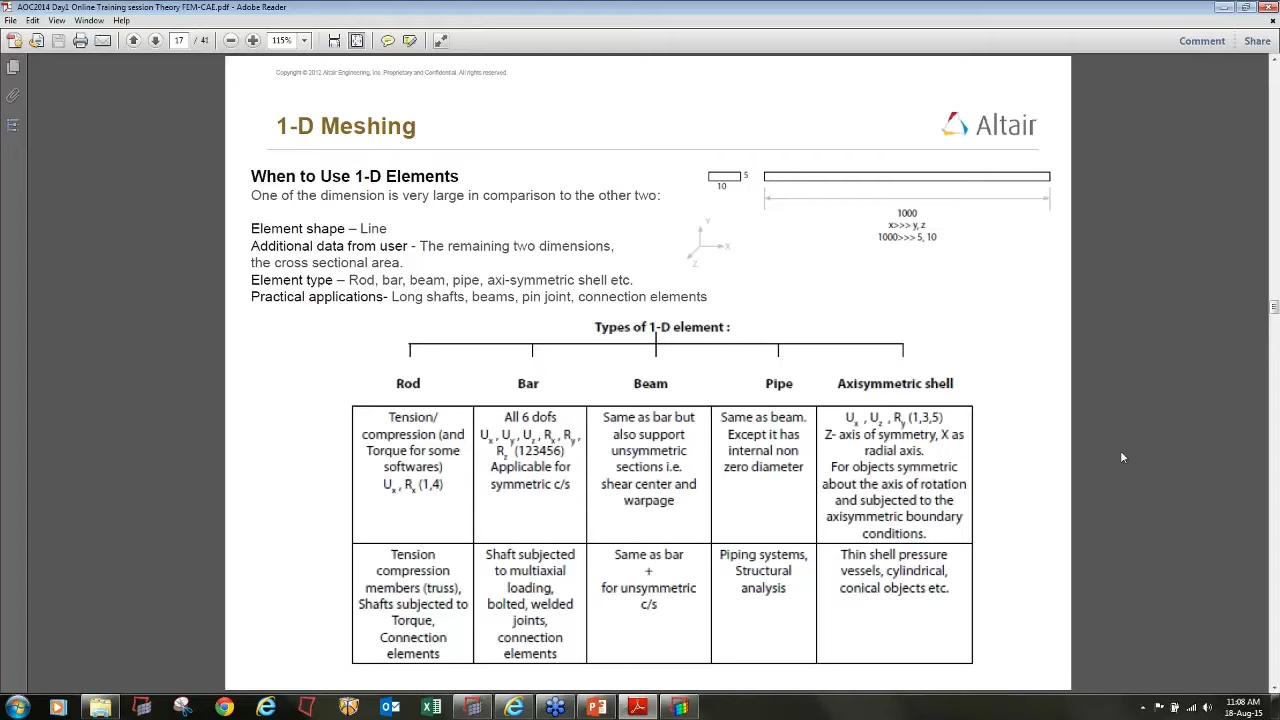 AOC2014 Day1 Online Training session Theory FEM-CAE.pdf - Adobe Reader
File Edit View Window Help
17 / 41 115%
Comment Share
Copyright © 2012 Altair Engineering, Inc. Proprietary and Confidential. All rights reserved.
1-D Meshing
Altair
When to Use 1-D Elements
One of the dimension is very large in comparison to the other two:
Element shape – Line
Additional data from user - The remaining two dimensions,
the cross sectional area.
Element type – Rod, bar, beam, pipe, axi-symmetric shell etc.
Practical applications- Long shafts, beams, pin joint, connection elements
5
10
1000
x>>> y, z
1000>>> 5, 10
Y
X
Z
Types of 1-D element :
Rod
Bar
Beam
Pipe
Axisymmetric shell
Tension/
compression (and
Torque for some
softwares)
Ux , Rx (1,4)
All 6 dofs
Ux , Uy , Uz , Rx , Ry ,
Rz (123456)
Applicable for
symmetric c/s
Same as bar but
also support
unsymmetric
sections i.e.
shear center and
warpage
Same as beam.
Except it has
internal non
zero diameter
Ux , Uz , Ry (1,3,5)
Z- axis of symmetry, X as
radial axis.
For objects symmetric
about the axis of rotation
and subjected to the
axisymmetric boundary
conditions.
Tension
compression
members (truss),
Shafts subjected to
Torque,
Connection
elements
Shaft subjected
to multiaxial
loading,
bolted, welded
joints,
connection
elements
Same as bar
+
for unsymmetric
c/s
Piping systems,
Structural
analysis
Thin shell pressure
vessels, cylindrical,
conical objects etc.
11:08 AM
18-Aug-15